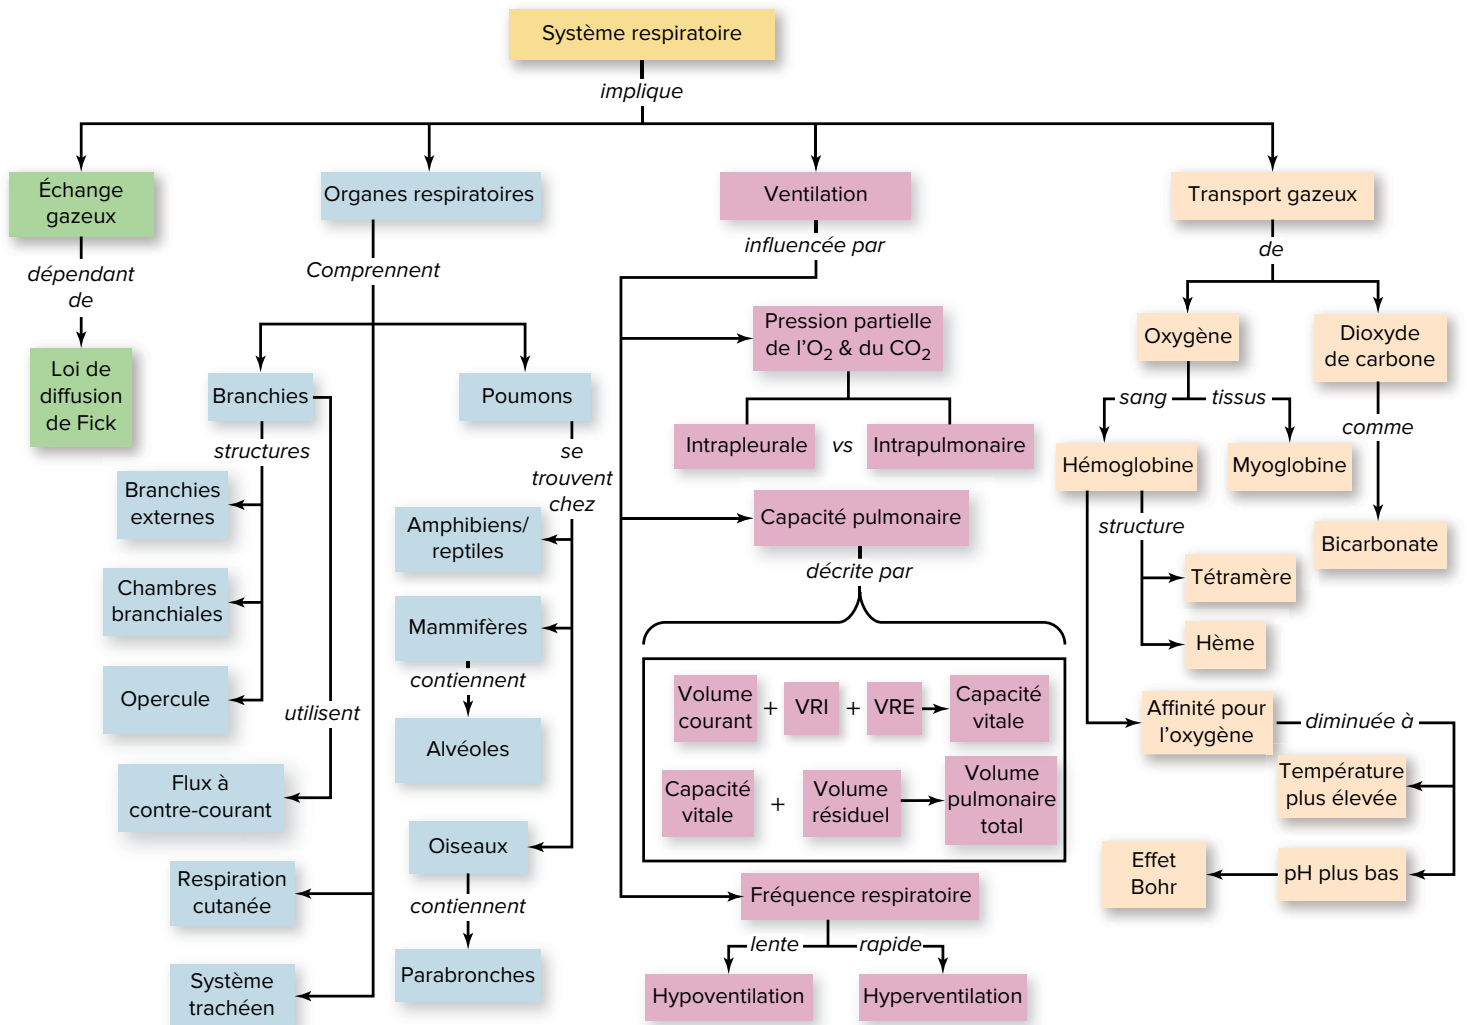 Système respiratoire
implique
Échange
gazeux
dépendant
de
Loi de
diffusion
de Fick
Organes respiratoires
Comprennent
Branchies
structures
Branchies
externes
Chambres
branchiales
Opercule
utilisent
Flux à
contre-courant
Poumons
se
trouvent
chez
Amphibiens/
reptiles
Mammifères
contiennent
Alvéoles
Oiseaux
contiennent
Parabronches
Respiration
cutanée
Système
trachéen
Ventilation
influencée par
Pression partielle
de l'O₂ & du CO₂
Intrapleurale vs Intrapulmonaire
Capacité pulmonaire
décrite par
Volume
courant
+
VRI
+
VRE
Capacité
vitale
Capacité
vitale
+
Volume
résiduel
Volume
pulmonaire
total
Fréquence respiratoire
lente
rapide
Hypoventilation
Hyperventilation
Transport gazeux
de
Oxygène
sang
tissus
Hémoglobine
Myoglobine
structure
Tétramère
Hème
Affinité pour
l'oxygène
diminuée à
Température
plus élevée
pH plus bas
Effet
Bohr
Dioxyde
de carbone
comme
Bicarbonate